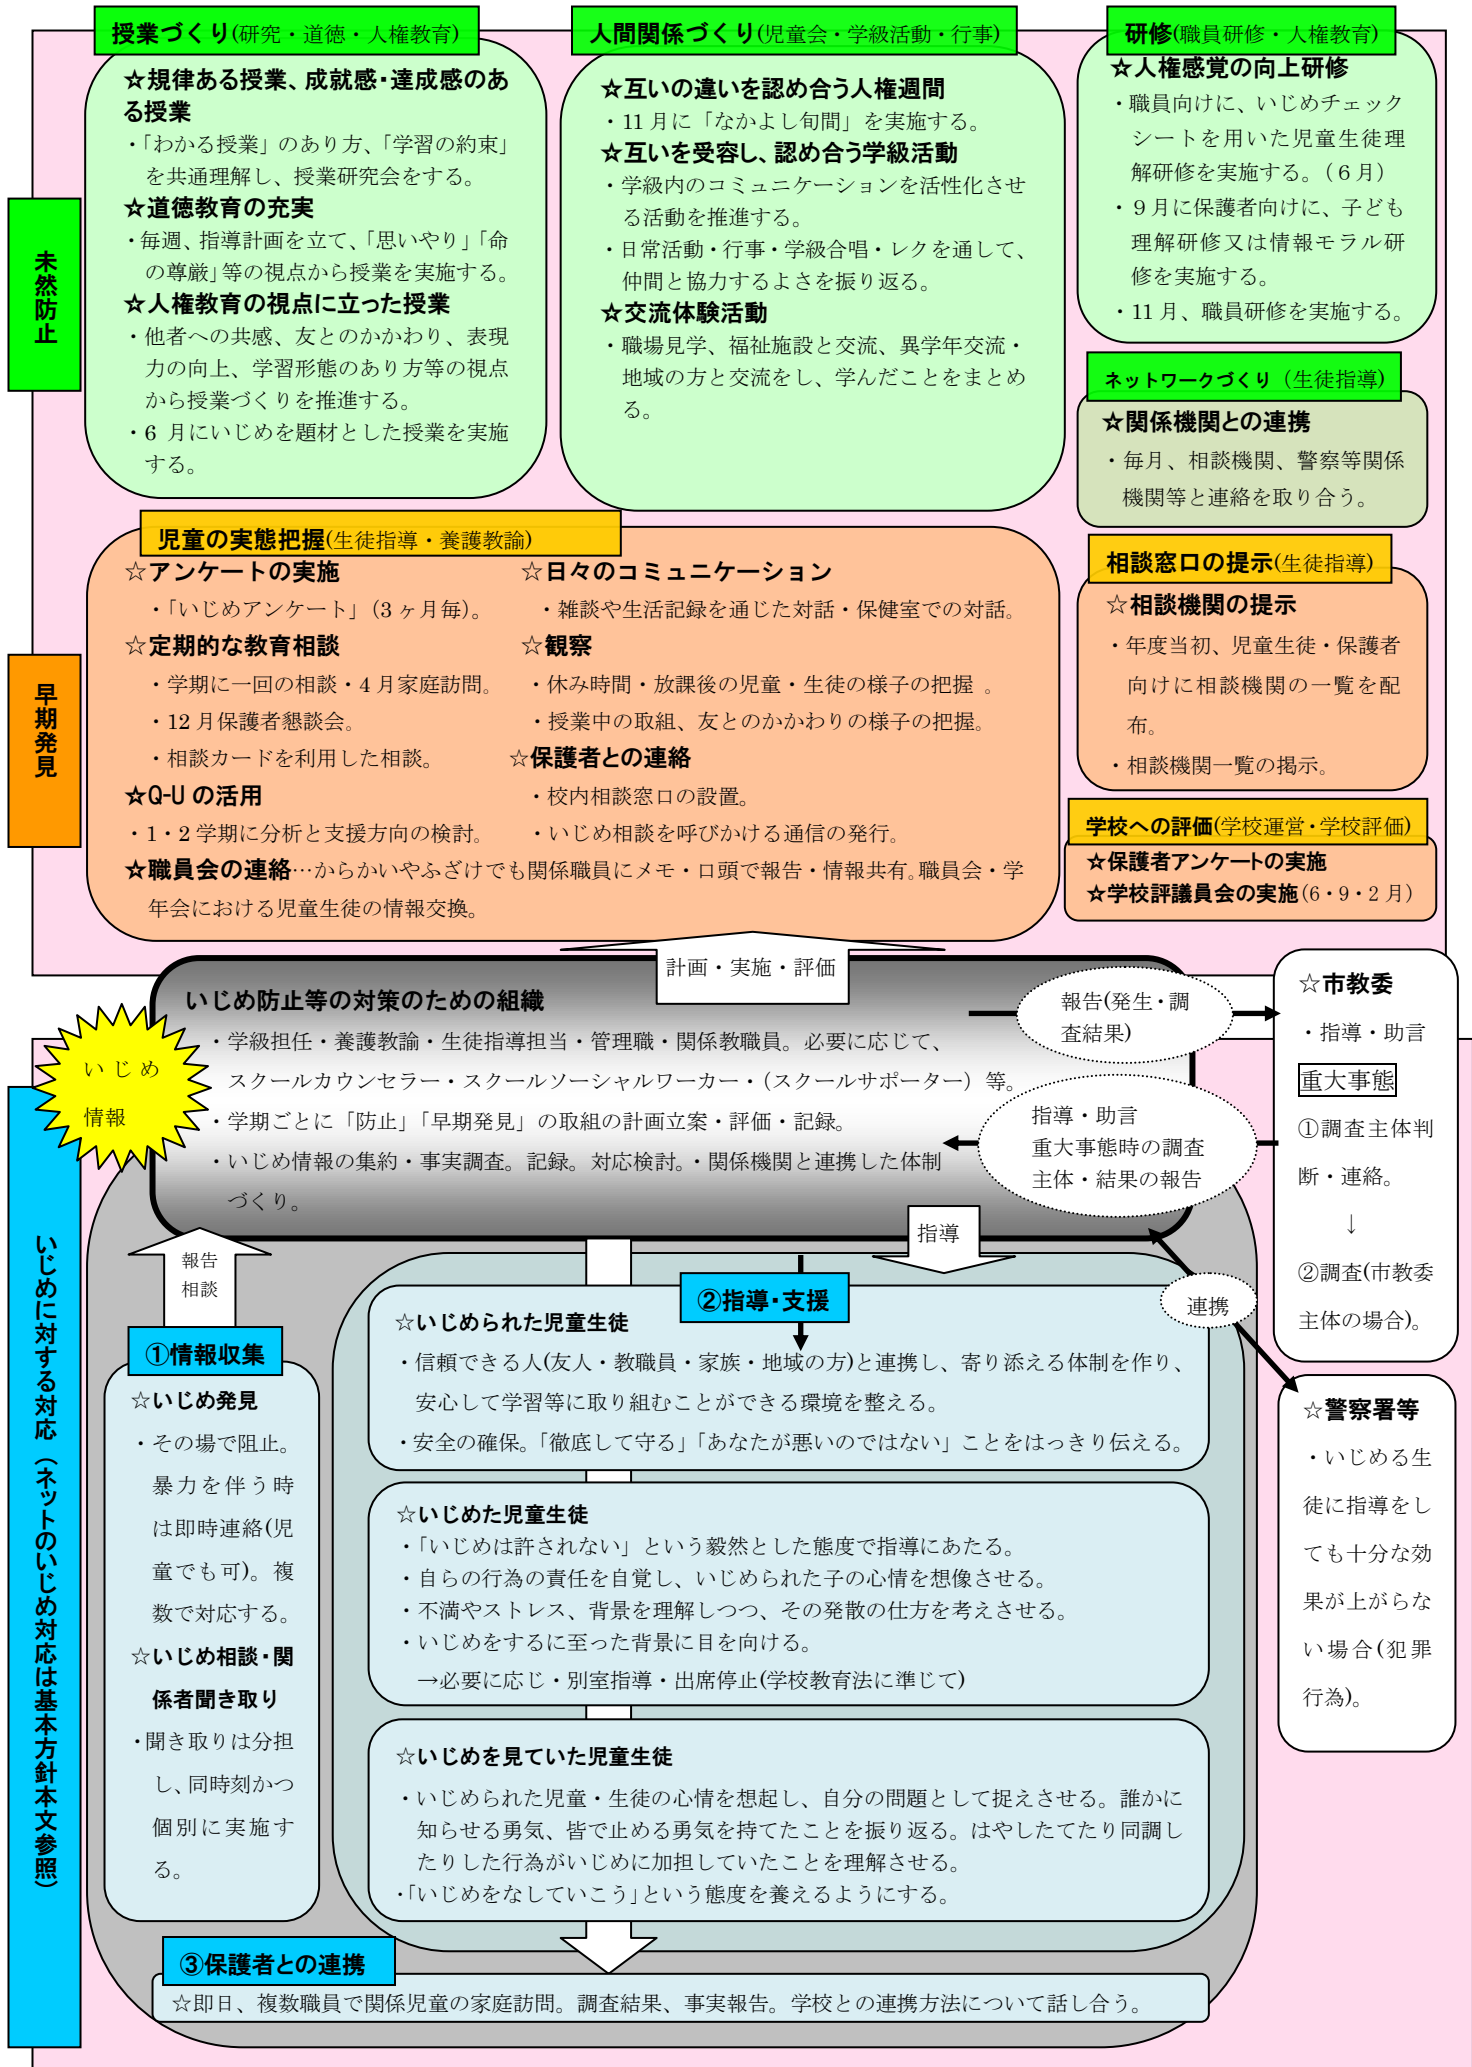 授業づくり(研究・道徳・人権教育)
☆規律ある授業、成就感・達成感のあ
る授業
・「わかる授業」のあり方、「学習の約束」
を共通理解し、授業研究会をする。
☆道徳教育の充実
・毎週、指導計画を立て、「思いやり」「命
の尊厳」等の視点から授業を実施する。
☆人権教育の視点に立った授業
・他者への共感、友とのかかわり、表現
力の向上、学習形態のあり方等の視点
から授業づくりを推進する。
・6 月にいじめを題材とした授業を実施
する。
人間関係づくり(児童会・学級活動・行事)
☆互いの違いを認め合う人権週間
・11 月に「なかよし旬間」を実施する。
☆互いを受容し、認め合う学級活動
・学級内のコミュニケーションを活性化させ
る活動を推進する。
・日常活動・行事・学級合唱・レクを通して、
仲間と協力するよさを振り返る。
☆交流体験活動
・職場見学、福祉施設と交流、異学年交流・
地域の方と交流をし、学んだことをまとめ
る。
研修(職員研修・人権教育)
☆人権感覚の向上研修
・職員向けに、いじめチェック
シートを用いた児童生徒理
解研修を実施する。（６月）
・９月に保護者向けに、子ども
理解研修又は情報モラル研
修を実施する。
・11 月、職員研修を実施する。
ネットワークづくり（生徒指導）
☆関係機関との連携
・毎月、相談機関、警察等関係
機関等と連絡を取り合う。
未然防止
児童の実態把握(生徒指導・養護教諭)
☆アンケートの実施
・「いじめアンケート」（3 ヶ月毎）。
☆定期的な教育相談
・学期に一回の相談・4 月家庭訪問。
・12 月保護者懇談会。
・相談カードを利用した相談。
☆Q-U の活用
・1・2 学期に分析と支援方向の検討。
☆日々のコミュニケーション
・雑談や生活記録を通じた対話・保健室での対話。
☆観察
・休み時間・放課後の児童・生徒の様子の把握 。
・授業中の取組、友とのかかわりの様子の把握。
☆保護者との連絡
・校内相談窓口の設置。
・いじめ相談を呼びかける通信の発行。
☆職員会の連絡…からかいやふざけでも関係職員にメモ・口頭で報告・情報共有。職員会・学
年会における児童生徒の情報交換。
相談窓口の提示(生徒指導)
☆相談機関の提示
・年度当初、児童生徒・保護者
向けに相談機関の一覧を配
布。
・相談機関一覧の掲示。
学校への評価(学校運営・学校評価)
☆保護者アンケートの実施
☆学校評議員会の実施(6・9・2 月)
早期発見
計画・実施・評価
いじめ防止等の対策のための組織
・学級担任・養護教諭・生徒指導担当・管理職・関係教職員。必要に応じて、
スクールカウンセラー・スクールソーシャルワーカー・（スクールサポーター）等。
・学期ごとに「防止」「早期発見」の取組の計画立案・評価・記録。
・いじめ情報の集約・事実調査。記録。対応検討。・関係機関と連携した体制
づくり。
いじめ
情報
報告(発生・調
査結果)
指導・助言
重大事態時の調査
主体・結果の報告
☆市教委
・指導・助言
重大事態
①調査主体判
断・連絡。
↓
②調査(市教委
主体の場合)。
連携
☆警察署等
・いじめる生
徒に指導をし
ても十分な効
果が上がらな
い場合(犯罪
行為)。
いじめに対する対応（ネットのいじめ対応は基本方針本文参照）
報告
相談
①情報収集
☆いじめ発見
・その場で阻止。
暴力を伴う時
は即時連絡(児
童でも可)。複
数で対応する。
☆いじめ相談・関
係者聞き取り
・聞き取りは分担
し、同時刻かつ
個別に実施す
る。
指導
②指導・支援
☆いじめられた児童生徒
・信頼できる人(友人・教職員・家族・地域の方)と連携し、寄り添える体制を作り、
安心して学習等に取り組むことができる環境を整える。
・安全の確保。「徹底して守る」「あなたが悪いのではない」ことをはっきり伝える。
☆いじめた児童生徒
・「いじめは許されない」という毅然とした態度で指導にあたる。
・自らの行為の責任を自覚し、いじめられた子の心情を想像させる。
・不満やストレス、背景を理解しつつ、その発散の仕方を考えさせる。
・いじめをするに至った背景に目を向ける。
→必要に応じ・別室指導・出席停止(学校教育法に準じて)
☆いじめを見ていた児童生徒
・いじめられた児童・生徒の心情を想起し、自分の問題として捉えさせる。誰かに
知らせる勇気、皆で止める勇気を持てたことを振り返る。はやしたてたり同調し
たりした行為がいじめに加担していたことを理解させる。
・「いじめをなしていこう」という態度を養えるようにする。
③保護者との連携
☆即日、複数職員で関係児童の家庭訪問。調査結果、事実報告。学校との連携方法について話し合う。